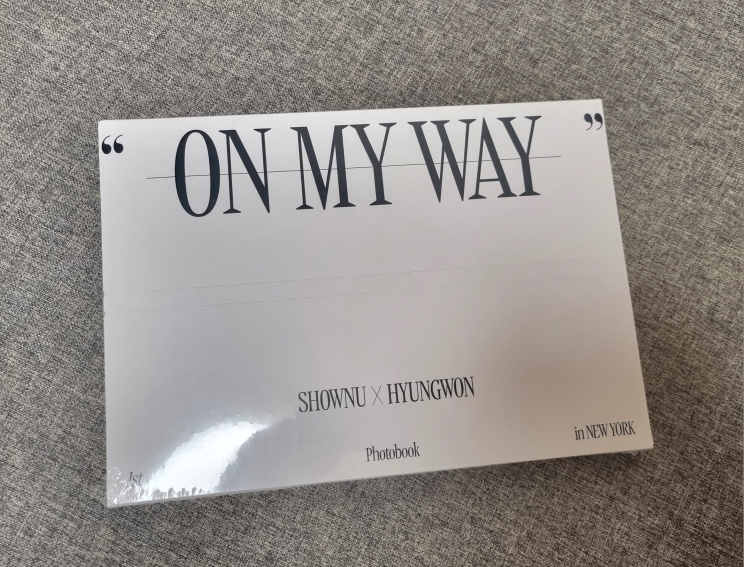 “ ON MY WAY ”
SHOWNU X HYUNGWON
1st Photobook in NEW YORK